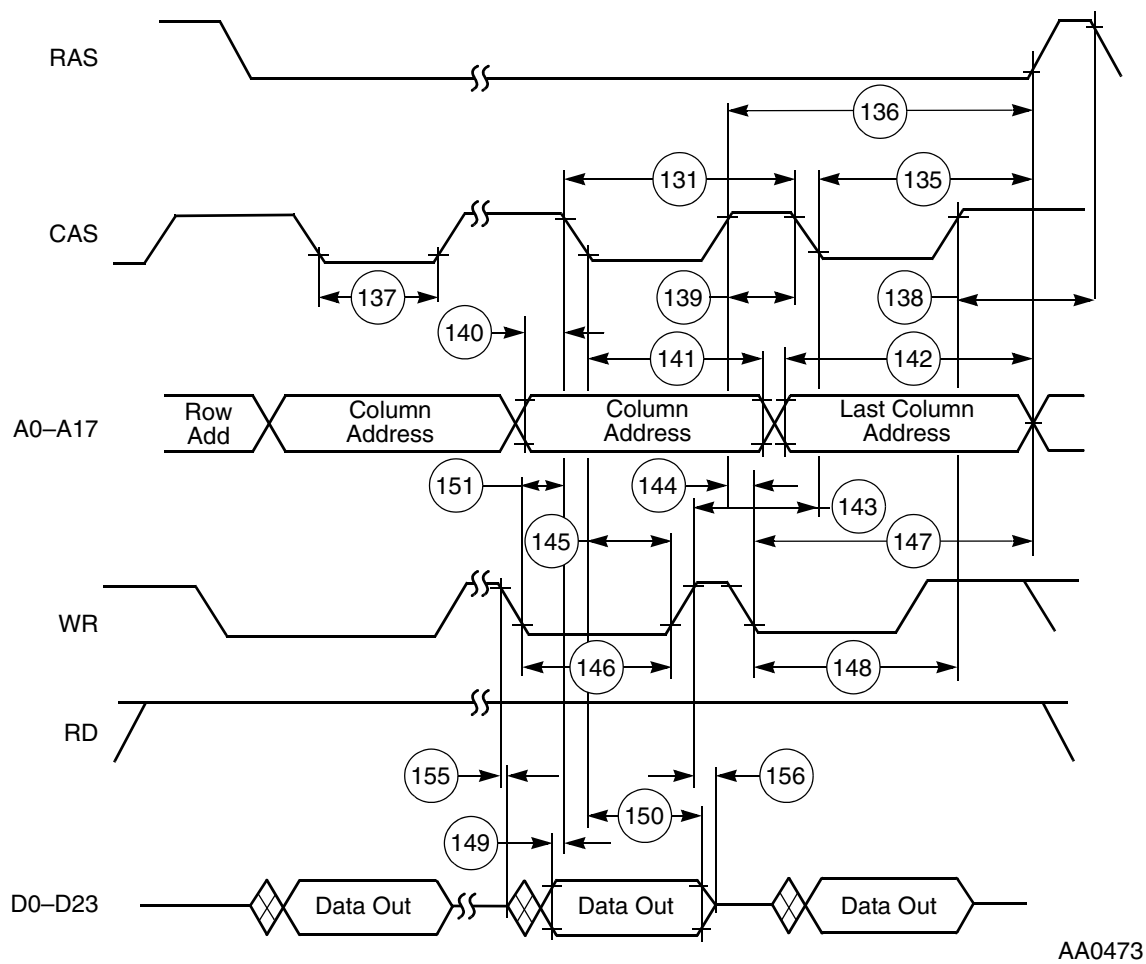 RAS
136
131
135
CAS
137
139
138
140
141
142
A0–A17
Row
Add
Column
Address
Column
Address
Last Column
Address
151
144
143
145
147
WR
146
148
RD
155
156
150
149
D0–D23
Data Out
Data Out
Data Out
AA0473